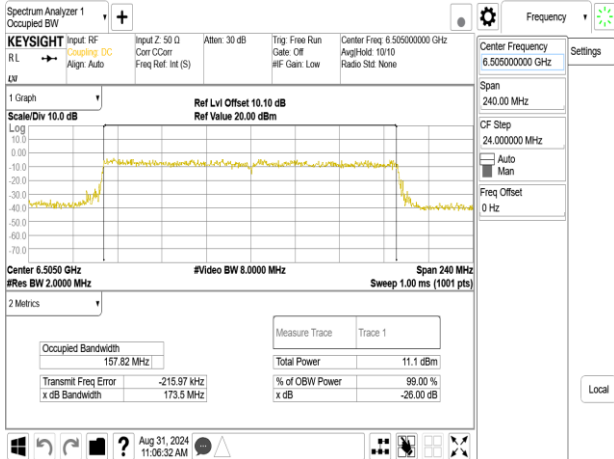 Spectrum Analyzer 1
Occupied BW
KEYSIGHT
RL
LXI
Input: RF
Coupling: DC
Align: Auto
Input Z: 50 Ω
Corr CCorr
Freq Ref: Int (S)
Atten: 30 dB
Trig: Free Run
Gate: Off
#IF Gain: Low
Center Freq: 6.505000000 GHz
Avg|Hold: 10/10
Radio Std: None
1 Graph
Scale/Div 10.0 dB
Ref Lvl Offset 10.10 dB
Ref Value 20.00 dBm
Log
10.0
0.00
-10.0
-20.0
-30.0
-40.0
-50.0
-60.0
-70.0
Center 6.5050 GHz
#Video BW 8.0000 MHz
Span 240 MHz
#Res BW 2.0000 MHz
Sweep 1.00 ms (1001 pts)
2 Metrics
Measure Trace Trace 1
Occupied Bandwidth
157.82 MHz
Total Power 11.1 dBm
Transmit Freq Error -215.97 kHz
% of OBW Power 99.00 %
x dB Bandwidth 173.5 MHz
x dB -26.00 dB
Aug 31, 2024
11:06:32 AM
Frequency
Center Frequency
6.505000000 GHz
Settings
Span
240.00 MHz
CF Step
24.000000 MHz
Auto
Man
Freq Offset
0 Hz
Local